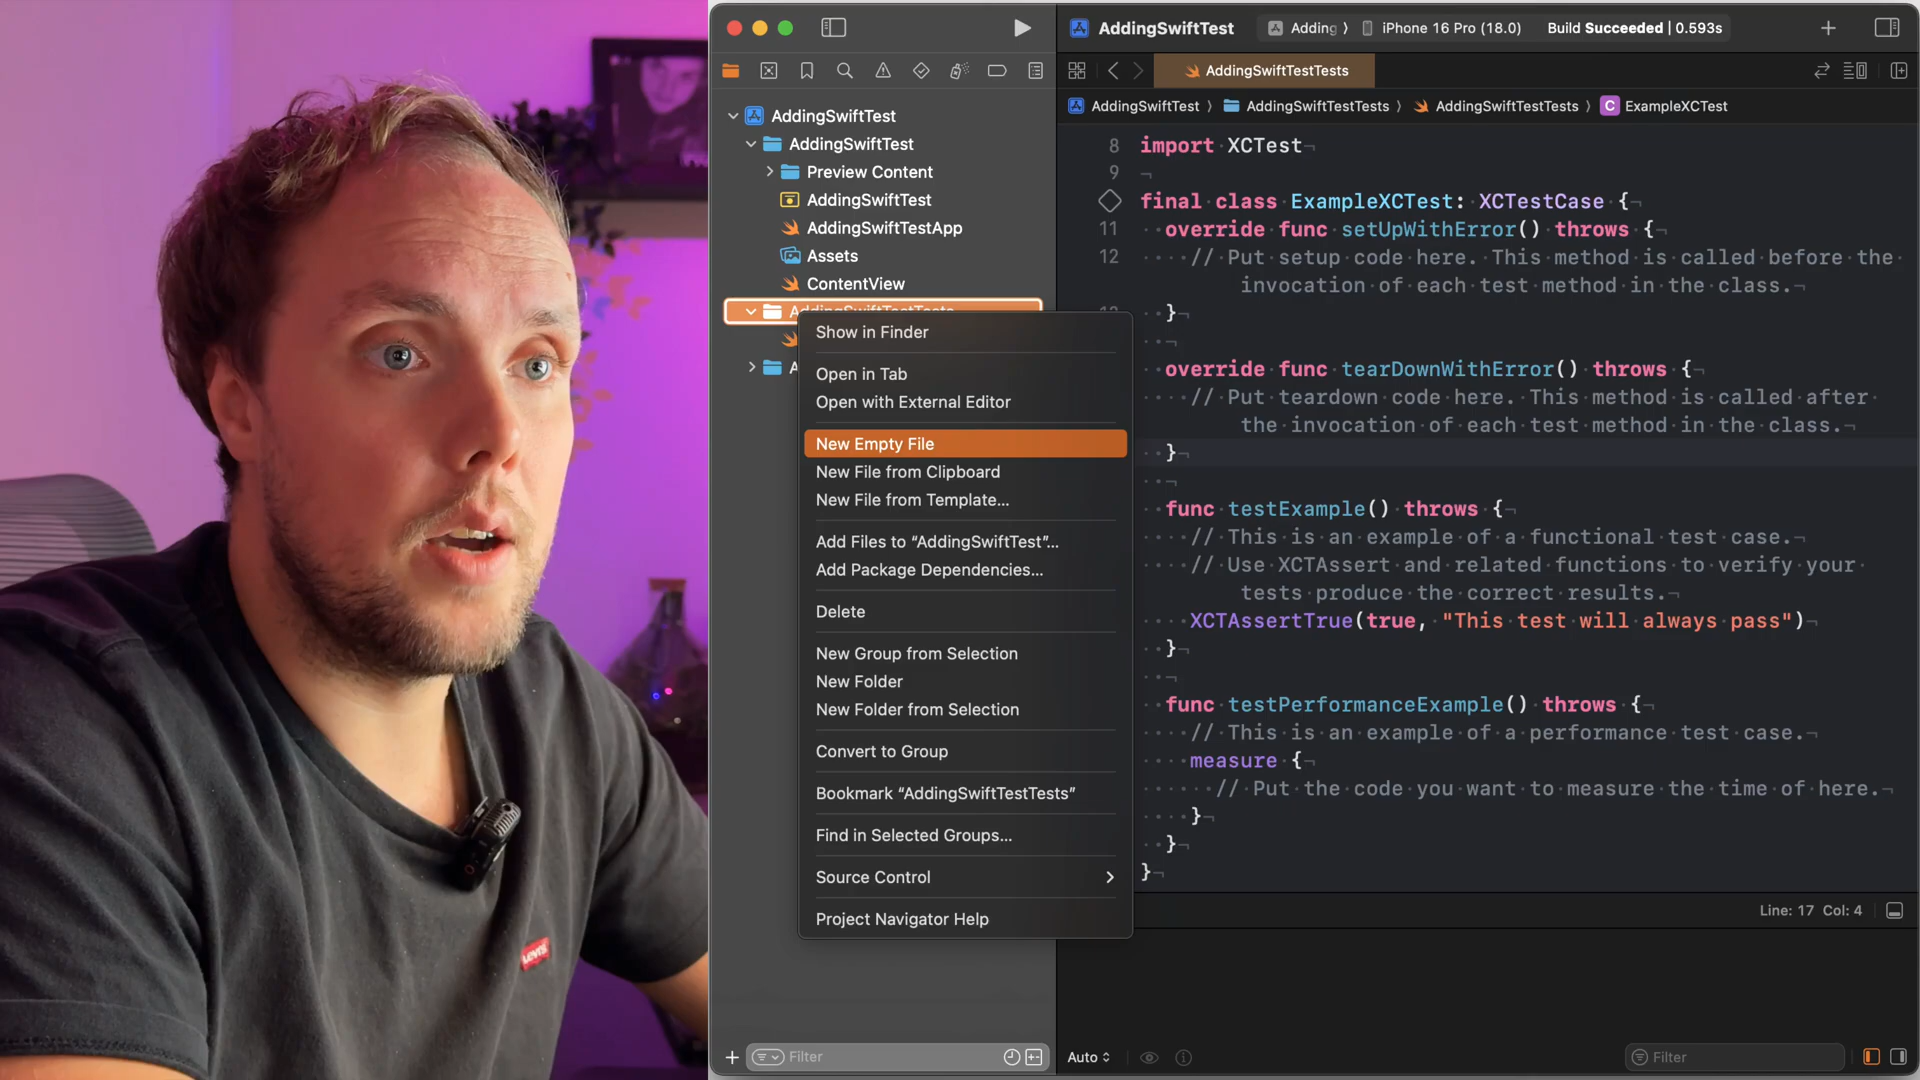 AddingSwiftTest
Adding
iPhone 16 Pro (18.0)
Build Succeeded | 0.593s
AddingSwiftTestTests
AddingSwiftTest
AddingSwiftTestTests
AddingSwiftTestTests
C
ExampleXCTest
AddingSwiftTest
AddingSwiftTest
Preview Content
AddingSwiftTest
AddingSwiftTestApp
Assets
ContentView
AddingSwiftTestTests
A
Show in Finder
Open in Tab
Open with External Editor
New Empty File
New File from Clipboard
New File from Template...
Add Files to “AddingSwiftTest”...
Add Package Dependencies...
Delete
New Group from Selection
New Folder
New Folder from Selection
Convert to Group
Bookmark “AddingSwiftTestTests”
Find in Selected Groups...
Source Control
Project Navigator Help
8 import XCTest
9
final class ExampleXCTest: XCTestCase {
11 override func setUpWithError() throws {
12 // Put setup code here. This method is called before the
invocation of each test method in the class.
}
override func tearDownWithError() throws {
// Put teardown code here. This method is called after
the invocation of each test method in the class.
}
func testExample() throws {
// This is an example of a functional test case.
// Use XCTAssert and related functions to verify your
tests produce the correct results.
XCTAssertTrue(true, "This test will always pass")
}
func testPerformanceExample() throws {
// This is an example of a performance test case.
measure {
// Put the code you want to measure the time of here.
}
}
}
Line: 17 Col: 4
Filter
Auto
Filter
Levi's